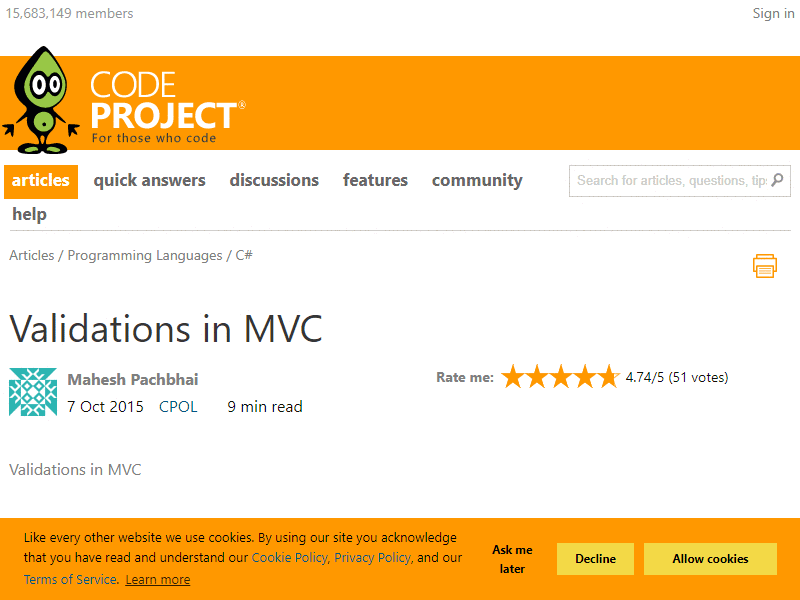 15,683,149 members
Sign in
CODE
PROJECT®
For those who code
articles quick answers discussions features community
Search for articles, questions, tips
help
Articles / Programming Languages / C#
Validations in MVC
Mahesh Pachbhai
Rate me: 4.74/5 (51 votes)
7 Oct 2015 CPOL 9 min read
Validations in MVC
Like every other website we use cookies. By using our site you acknowledge
that you have read and understand our Cookie Policy, Privacy Policy, and our
Terms of Service. Learn more
Ask me
later
Decline
Allow cookies